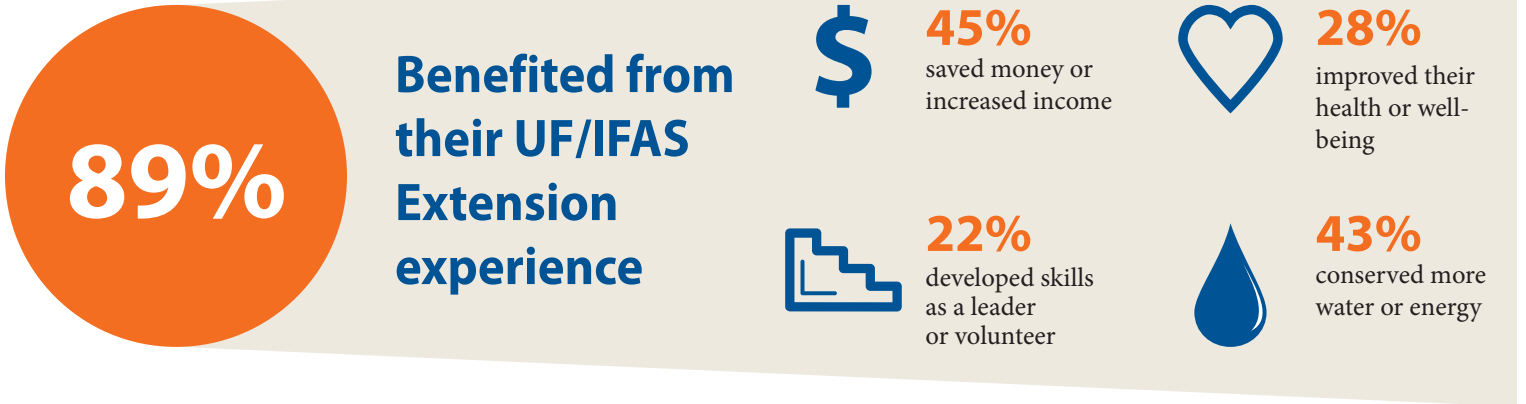 89%
Benefited from
their UF/IFAS
Extension
experience
45%
saved money or
increased income
28%
improved their
health or well-
being
22%
developed skills
as a leader
or volunteer
43%
conserved more
water or energy